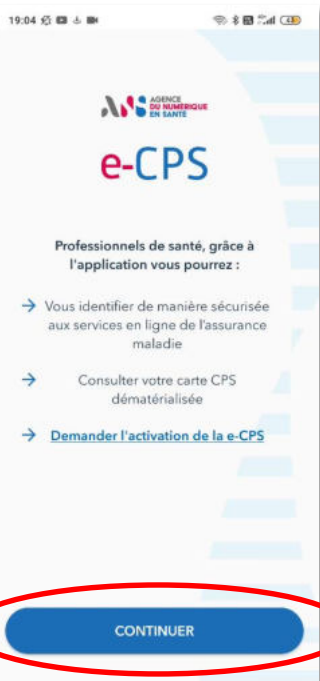 19:04
AGENCE
DU NUMÉRIQUE
EN SANTÉ
e-CPS
Professionnels de santé, grâce à
l'application vous pourrez :
→ Vous identifier de manière sécurisée
aux services en ligne de l'assurance
maladie
→ Consulter votre carte CPS
dématérialisée
→ Demander l'activation de la e-CPS
CONTINUER